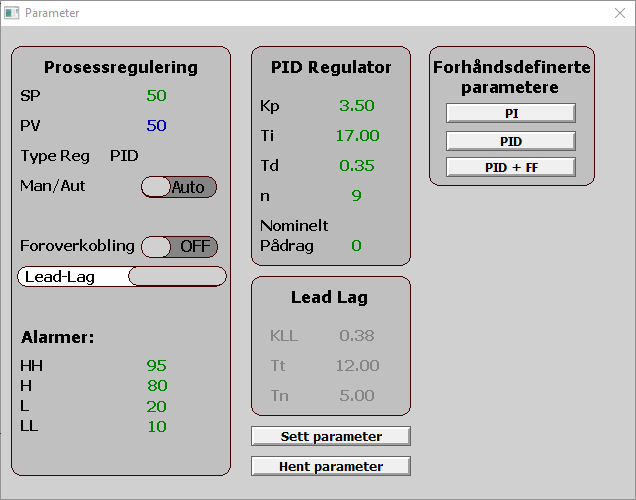 Parameter
Prosessregulering
SP 50
PV 50
Type Reg PID
Man/Aut Auto
Foroverkobling OFF
Lead-Lag
Alarmer:
HH 95
H 80
L 20
LL 10
PID Regulator
Kp 3.50
Ti 17.00
Td 0.35
n 9
Nominelt
Pådrag 0
Lead Lag
KLL 0.38
Tt 12.00
Tn 5.00
Sett parameter
Hent parameter
Forhåndsdefinerte
parametere
PI
PID
PID + FF